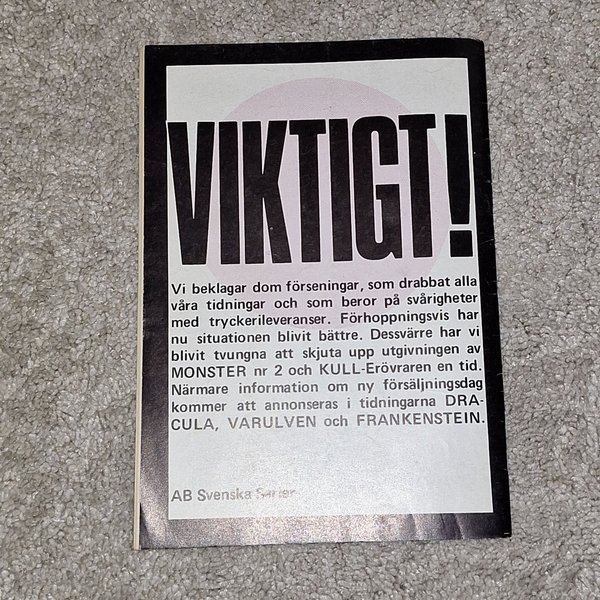 VIKTIGT!
Vi beklagar dom förseningar, som drabbat alla
våra tidningar och som beror på svårigheter
med tryckerileveranser. Förhoppningsvis har
nu situationen blivit bättre. Dessvärre har vi
blivit tvungna att skjuta upp utgivningen av
MONSTER nr 2 och KULL-Erövraren en tid.
Närmare information om ny försäljningsdag
kommer att annonseras i tidningarna DRA-
CULA, VARULVEN och FRANKENSTEIN.
AB Svenska Serier